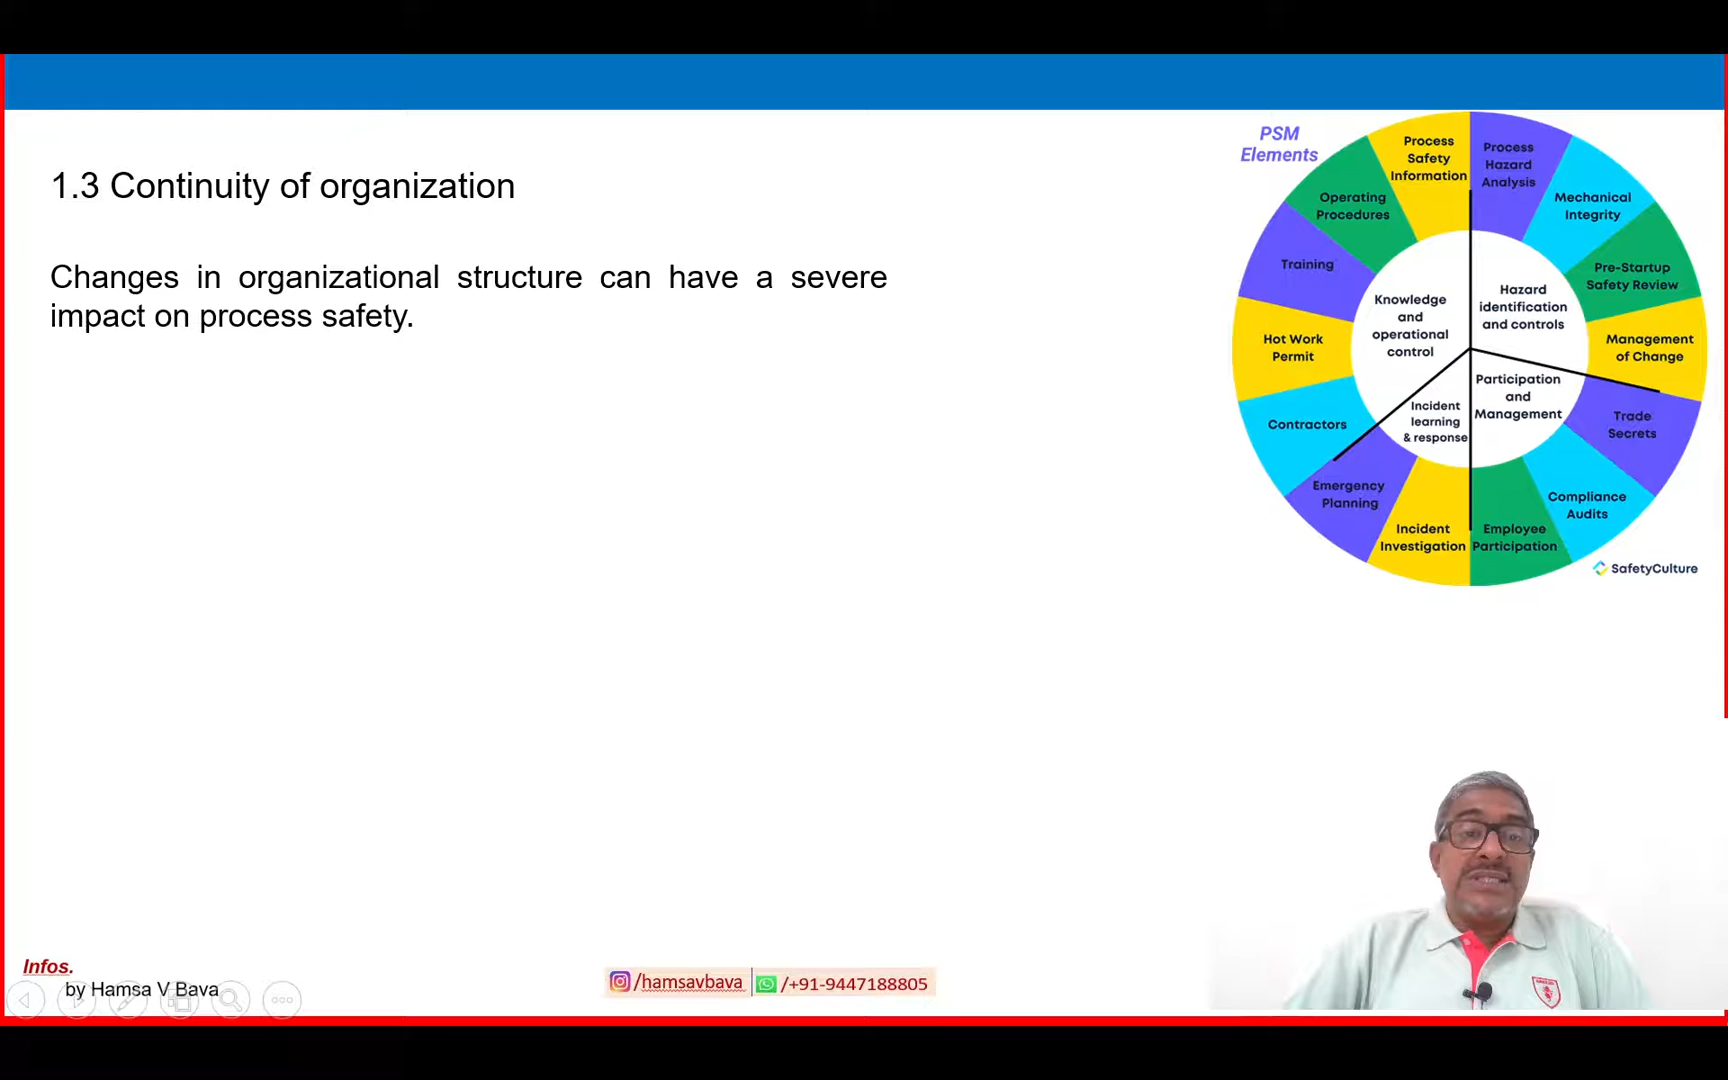 1.3 Continuity of organization
Changes in organizational structure can have a severe
impact on process safety.
PSM
Elements
Process
Safety
Information
Process
Hazard
Analysis
Mechanical
Integrity
Pre-Startup
Safety Review
Management
of Change
Trade
Secrets
Compliance
Audits
Employee
Participation
Incident
Investigation
Emergency
Planning
Contractors
Hot Work
Permit
Training
Operating
Procedures
Knowledge
and
operational
control
Hazard
identification
and controls
Participation
and
Management
Incident
learning
& response
SafetyCulture
Infos.
by Hamsa V Bava
/hamsavbava
/+91-9447188805